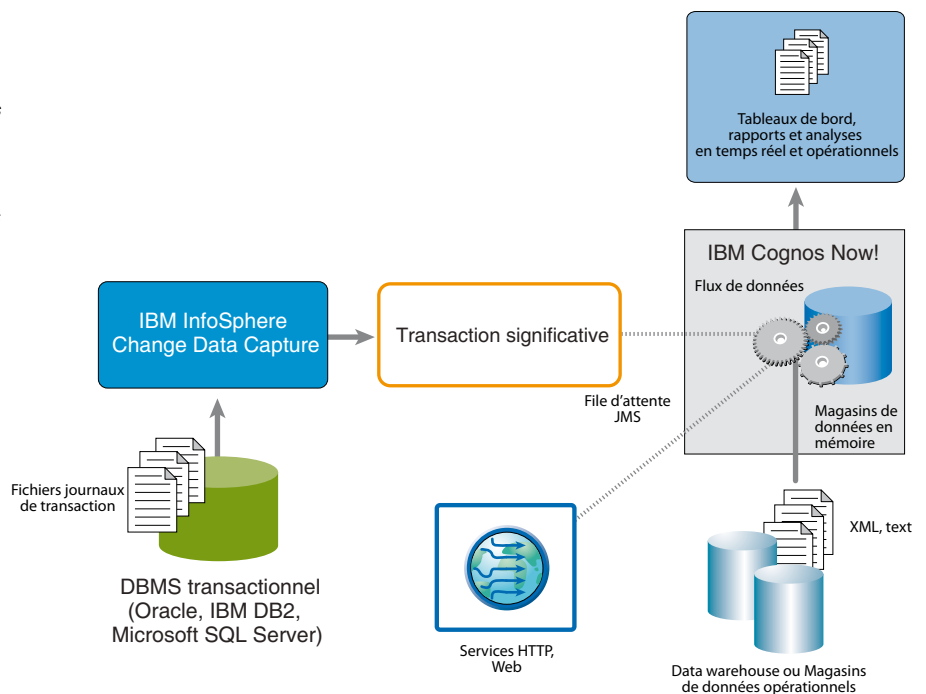 Tableaux de bord,
rapports et analyses
en temps réel et opérationnels
IBM Cognos Now!
Flux de données
IBM InfoSphere
Change Data Capture
Transaction significative
File d'attente
JMS
Magasins de
données en
mémoire
Fichiers journaux
de transaction
XML, text
DBMS transactionnel
(Oracle, IBM DB2,
Microsoft SQL Server)
Services HTTP,
Web
Data warehouse ou Magasins
de données opérationnels